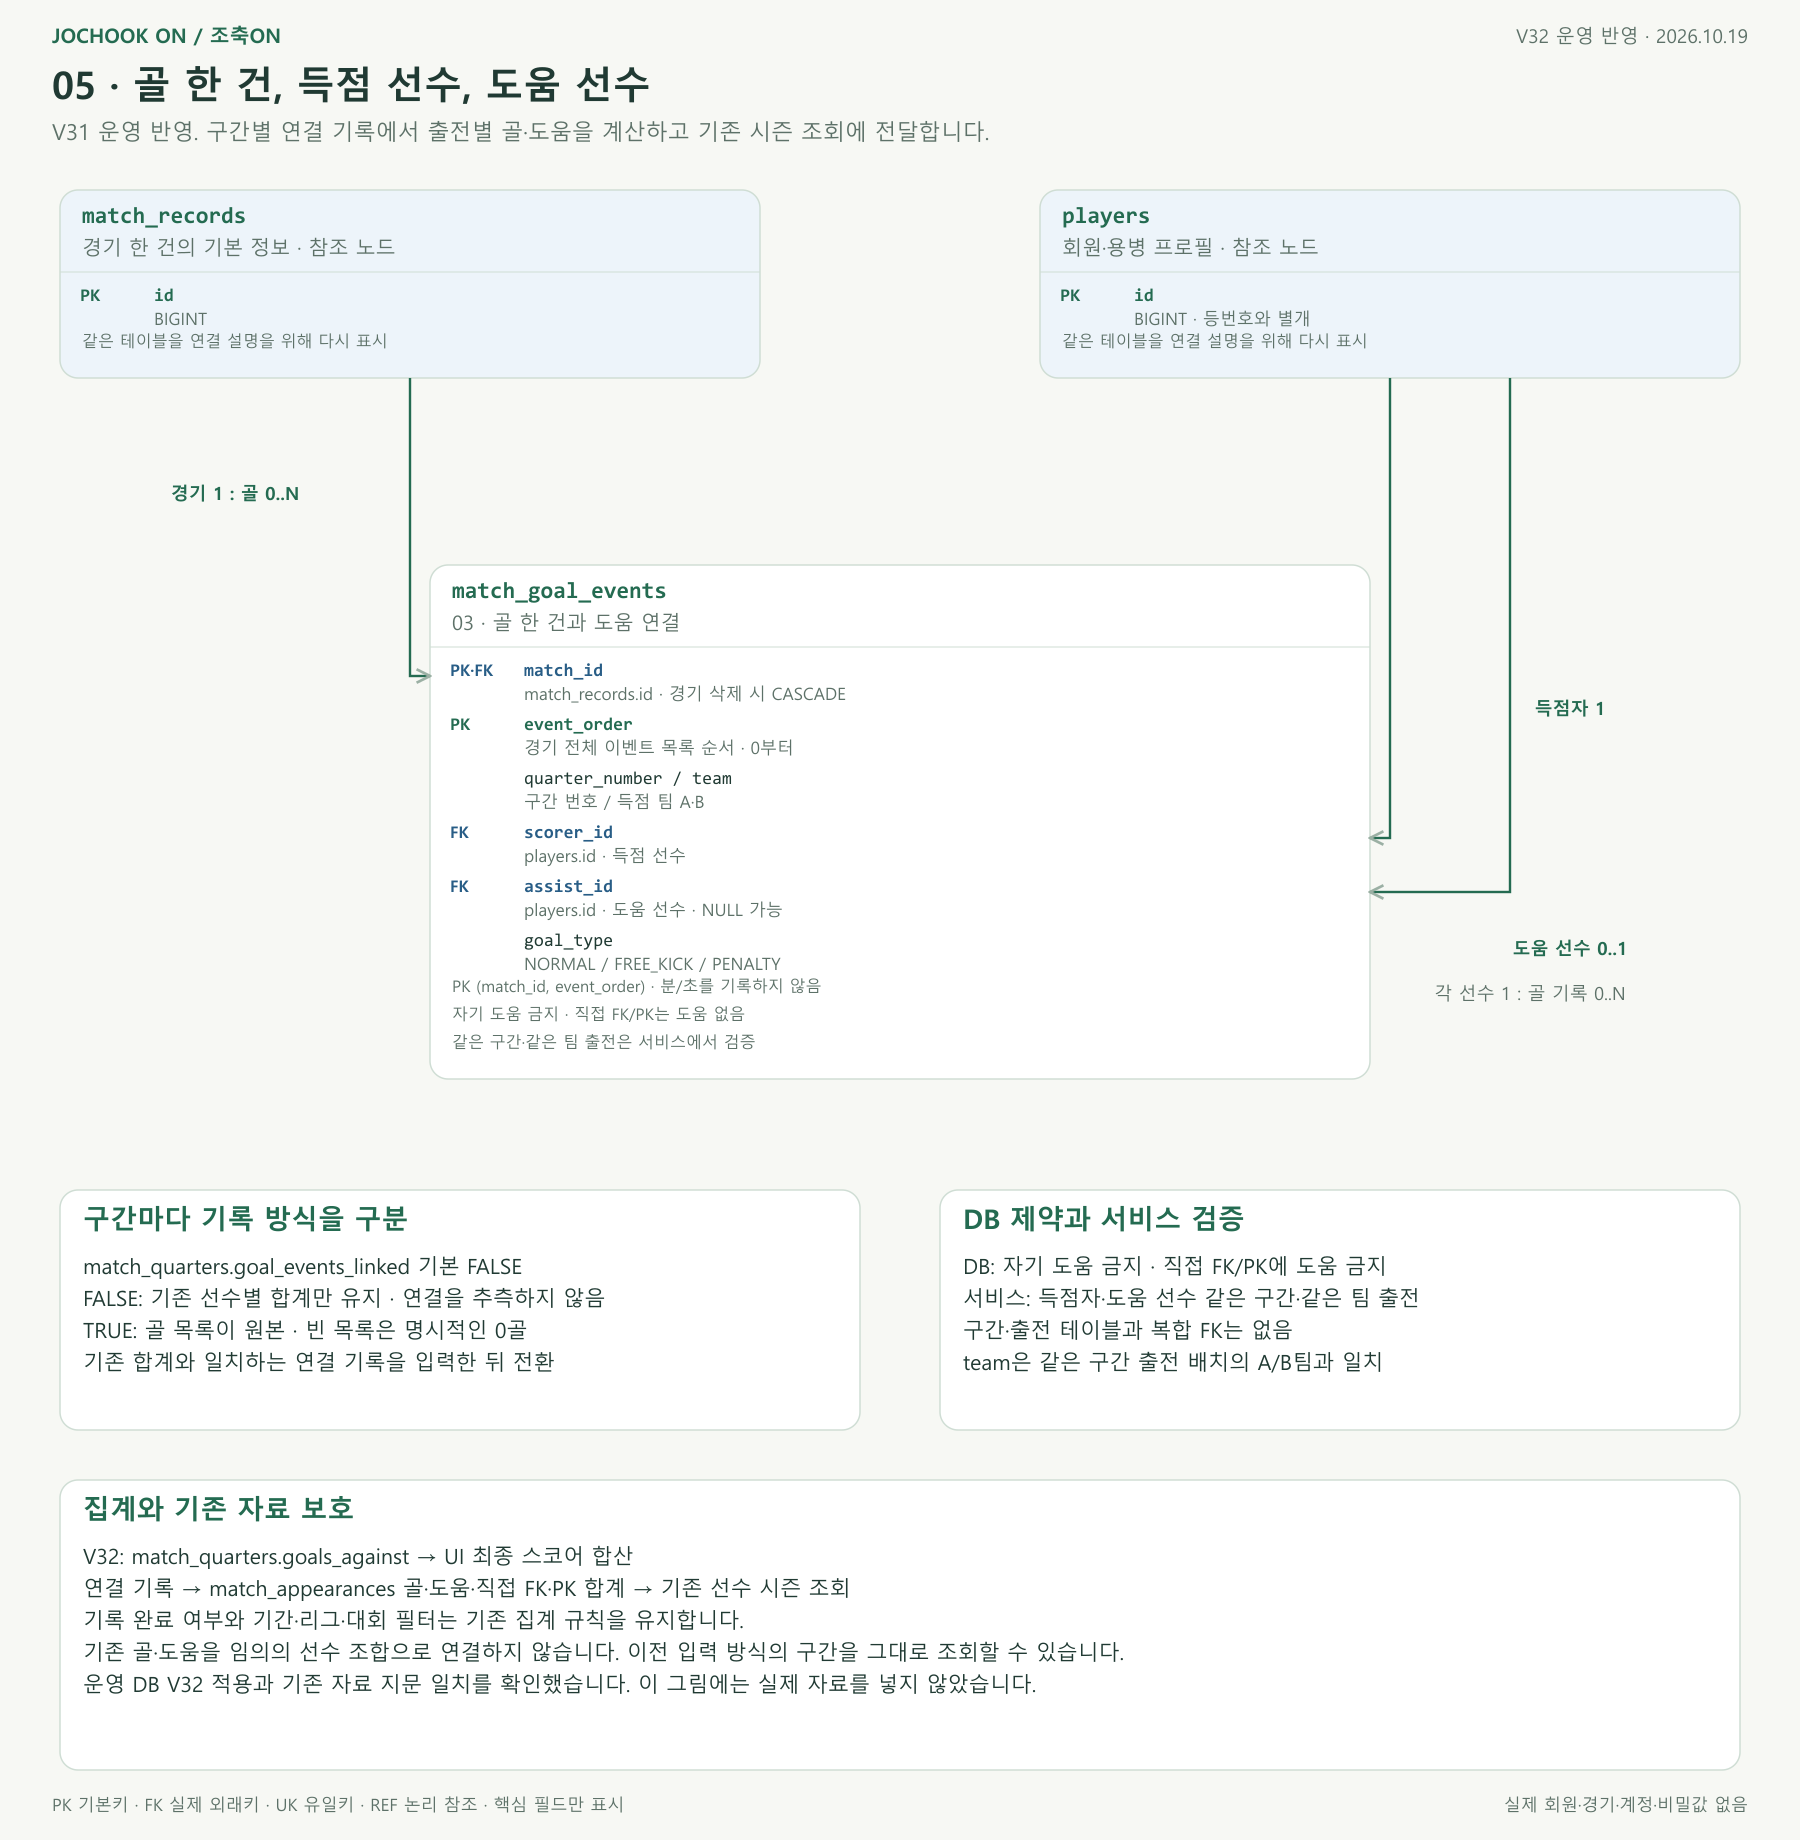 JOCHOOK ON / 조축ON
V32 운영 반영 · 2026.10.19
05 · 골 한 건, 득점 선수, 도움 선수
V31 운영 반영. 구간별 연결 기록에서 출전별 골·도움을 계산하고 기존 시즌 조회에 전달합니다.
match_records
경기 한 건의 기본 정보 · 참조 노드
PK id
BIGINT
같은 테이블을 연결 설명을 위해 다시 표시
players
회원·용병 프로필 · 참조 노드
PK id
BIGINT · 등번호와 별개
같은 테이블을 연결 설명을 위해 다시 표시
경기 1 : 골 0..N
match_goal_events
03 · 골 한 건과 도움 연결
PK·FK match_id
match_records.id · 경기 삭제 시 CASCADE
PK event_order
경기 전체 이벤트 목록 순서 · 0부터
quarter_number / team
구간 번호 / 득점 팀 A·B
FK scorer_id
players.id · 득점 선수
FK assist_id
players.id · 도움 선수 · NULL 가능
goal_type
NORMAL / FREE_KICK / PENALTY
PK (match_id, event_order) · 분/초를 기록하지 않음
자기 도움 금지 · 직접 FK/PK는 도움 없음
같은 구간·같은 팀 출전은 서비스에서 검증
득점자 1
도움 선수 0..1
각 선수 1 : 골 기록 0..N
구간마다 기록 방식을 구분
match_quarters.goal_events_linked 기본 FALSE
FALSE: 기존 선수별 합계만 유지 · 연결을 추측하지 않음
TRUE: 골 목록이 원본 · 빈 목록은 명시적인 0골
기존 합계와 일치하는 연결 기록을 입력한 뒤 전환
DB 제약과 서비스 검증
DB: 자기 도움 금지 · 직접 FK/PK에 도움 금지
서비스: 득점자·도움 선수 같은 구간·같은 팀 출전
구간·출전 테이블과 복합 FK는 없음
team은 같은 구간 출전 배치의 A/B팀과 일치
집계와 기존 자료 보호
V32: match_quarters.goals_against → UI 최종 스코어 합산
연결 기록 → match_appearances 골·도움·직접 FK·PK 합계 → 기존 선수 시즌 조회
기록 완료 여부와 기간·리그·대회 필터는 기존 집계 규칙을 유지합니다.
기존 골·도움을 임의의 선수 조합으로 연결하지 않습니다. 이전 입력 방식의 구간을 그대로 조회할 수 있습니다.
운영 DB V32 적용과 기존 자료 지문 일치를 확인했습니다. 이 그림에는 실제 자료를 넣지 않았습니다.
PK 기본키 · FK 실제 외래키 · UK 유일키 · REF 논리 참조 · 핵심 필드만 표시
실제 회원·경기·계정·비밀값 없음